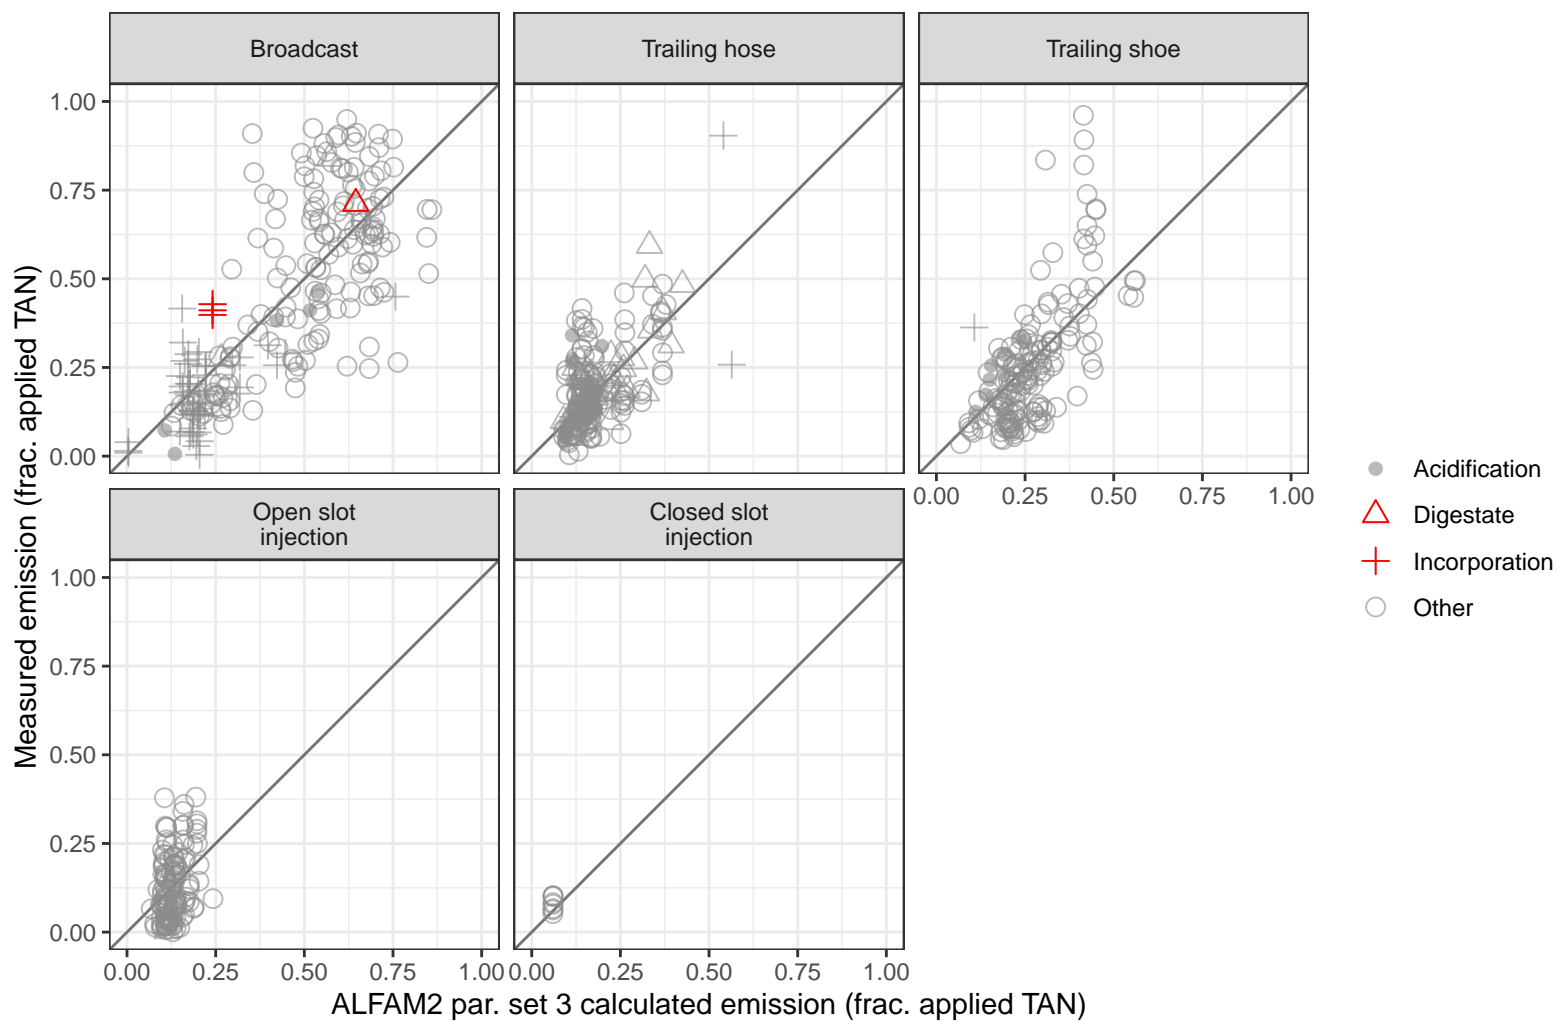 Broadcast
Trailing hose
Trailing shoe
1.00
0.75
0.50
0.25
0.00
0.00 0.25 0.50 0.75 1.00
Open slot
injection
Closed slot
injection
1.00
0.75
0.50
0.25
0.00
0.00 0.25 0.50 0.75 1.00
0.00 0.25 0.50 0.75 1.00
Measured emission (frac. applied TAN)
ALFAM2 par. set 3 calculated emission (frac. applied TAN)
Acidification
Digestate
Incorporation
Other